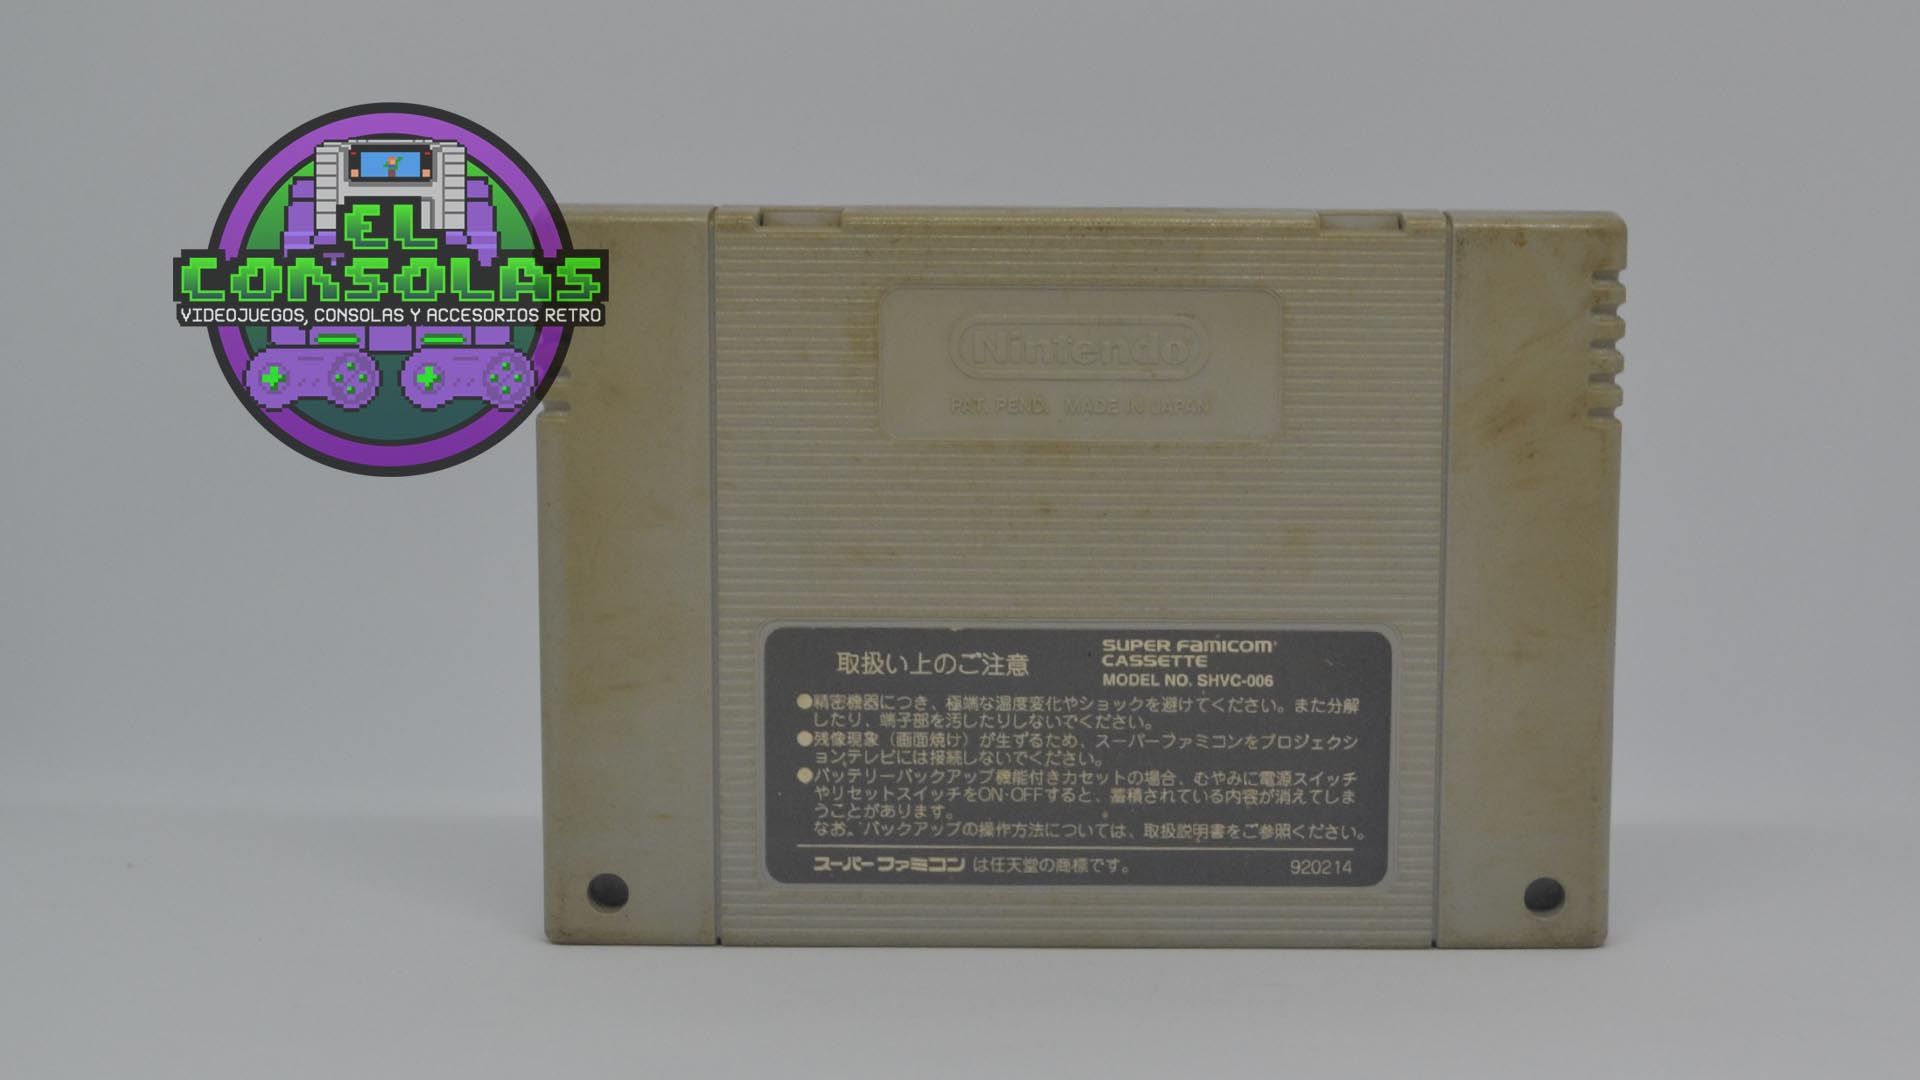 EL
CONSOLAS
VIDEOJUEGOS, CONSOLAS Y ACCESORIOS RETRO
Nintendo
PAT. PEND. MADE IN JAPAN
取扱い上のご注意
SUPER FAMICOM
CASSETTE
MODEL NO. SHVC-006
●精密機器につき、極端な温度変化やショックを避けてください。また分解
したり、端子部を汚したりしないでください。
●残像現象（画面焼け）が生ずるため、スーパーファミコンをプロジェクシ
ョンテレビには接続しないでください。
●バッテリーバックアップ機能付きカセットの場合、むやみに電源スイッチ
やリセットスイッチをON・OFFすると、蓄積されている内容が消えてしま
うことがあります。
なお、バックアップの操作方法については、取扱説明書をご参照ください。
スーパーファミコンは任天堂の商標です。
920214